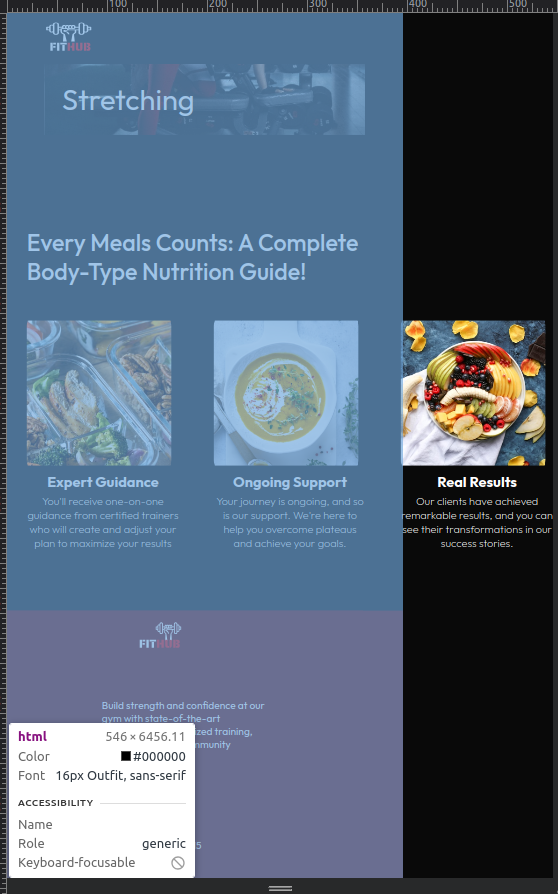 100
200
300
400
500
FITHUB
Stretching
Every Meals Counts: A Complete
Body-Type Nutrition Guide!
Expert Guidance
You'll receive one-on-one
guidance from certified trainers
who will create and adjust your
plan to maximize your results
Ongoing Support
Your journey is ongoing, and so
is our support. We're here to
help you overcome plateaus
and achieve your goals.
Real Results
Our clients have achieved
remarkable results, and you can
see their transformations in our
success stories.
FITHUB
Build strength and confidence at our
gym with state-of-the-art
zed training,
mmunity
5
html 546 × 6456.11
Color #000000
Font 16px Outfit, sans-serif
ACCESSIBILITY
Name
Role generic
Keyboard-focusable